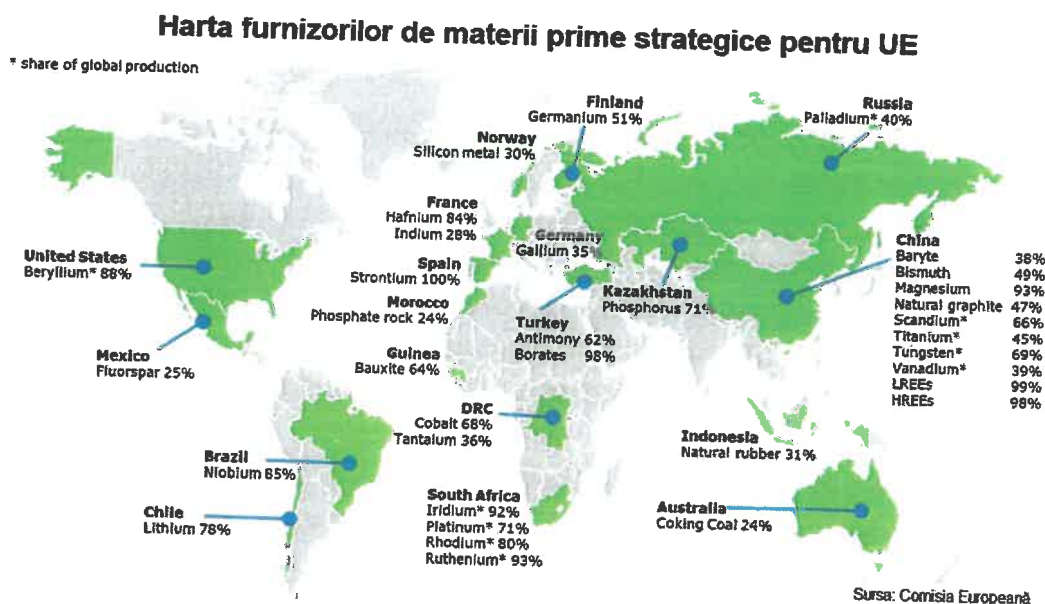 Harta furnizorilor de materii prime strategice pentru UE
* share of global production
Finland
Germanium 51%
Russia
Palladium* 40%
Norway
Silicon metal 30%
France
Hafnium 84%
Indium 28%
Germany
Gallium 35%
United States
Beryllium* 88%
Spain
Strontium 100%
Kazakhstan
Phosphorus 71%
China
Baryte 38%
Bismuth 49%
Magnesium 93%
Natural graphite 47%
Scandium* 66%
Titanium* 45%
Tungsten* 69%
Vanadium* 39%
LREEs 99%
HREEs 98%
Morocco
Phosphate rock 24%
Turkey
Antimony 62%
Borates 98%
Mexico
Fluorspar 25%
Guinea
Bauxite 64%
DRC
Cobalt 68%
Tantalum 36%
Indonesia
Natural rubber 31%
Brazil
Niobium 85%
Chile
Lithium 78%
South Africa
Iridium* 92%
Platinum* 71%
Rhodium* 80%
Ruthenium* 93%
Australia
Coking Coal 24%
Sursa: Comisia Europeană